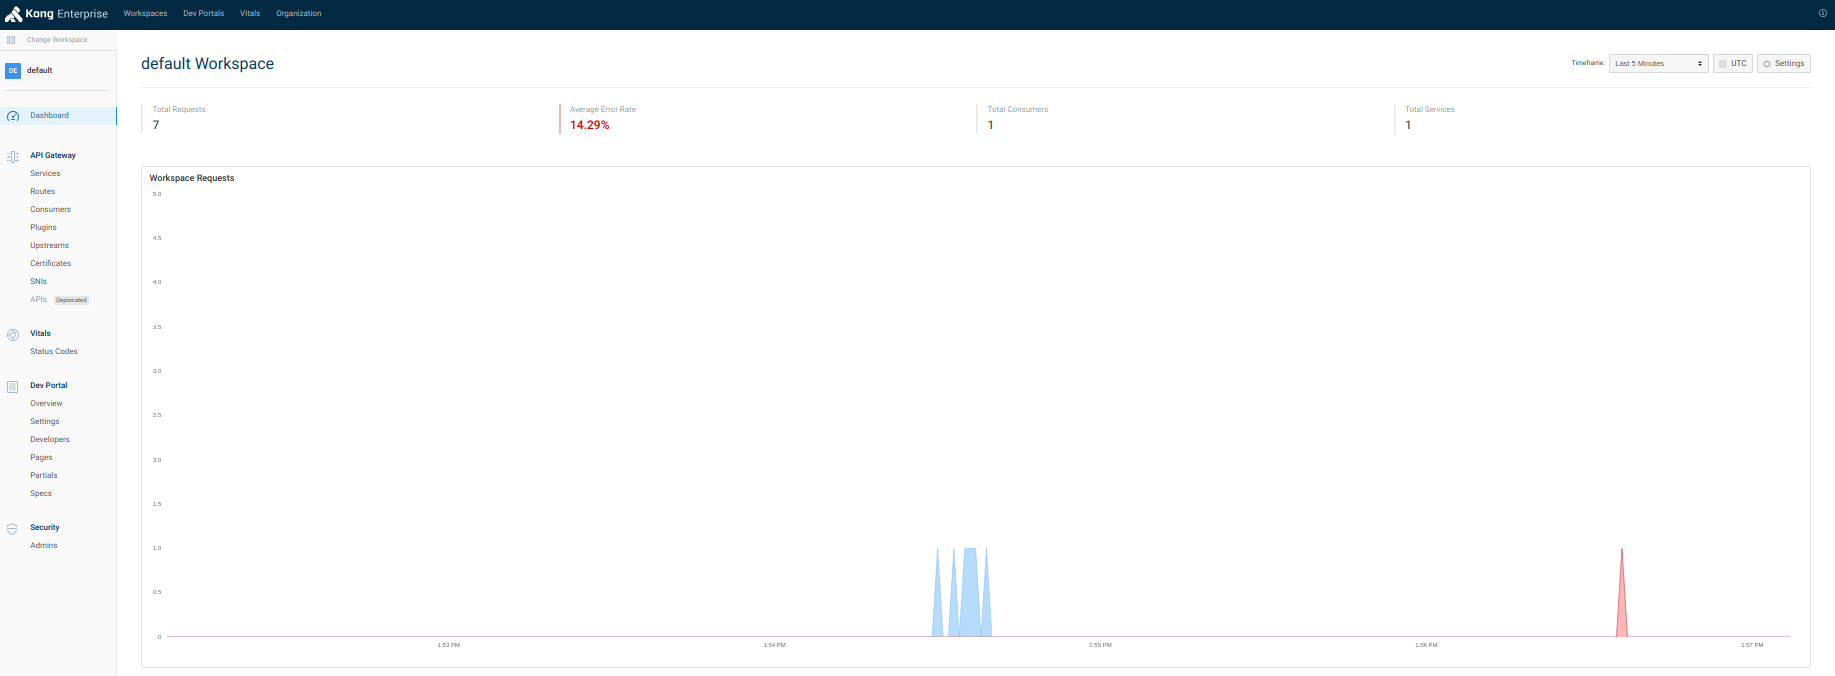 Kong Enterprise Workspaces Dev Portals Vitals Organization
Change Workspace
DE default
Dashboard
API Gateway
Services
Routes
Consumers
Plugins
Upstreams
Certificates
SNIs
APIs Deprecated
Vitals
Status Codes
Dev Portal
Overview
Settings
Developers
Pages
Partials
Specs
Security
Admins
default Workspace
Timeframe: Last 5 Minutes UTC Settings
Total Requests
7
Average Error Rate
14.29%
Total Consumers
1
Total Services
1
Workspace Requests
5.0
4.5
4.0
3.5
3.0
2.5
2.0
1.5
1.0
0.5
0
1:53 PM 1:54 PM 1:55 PM 1:56 PM 1:57 PM